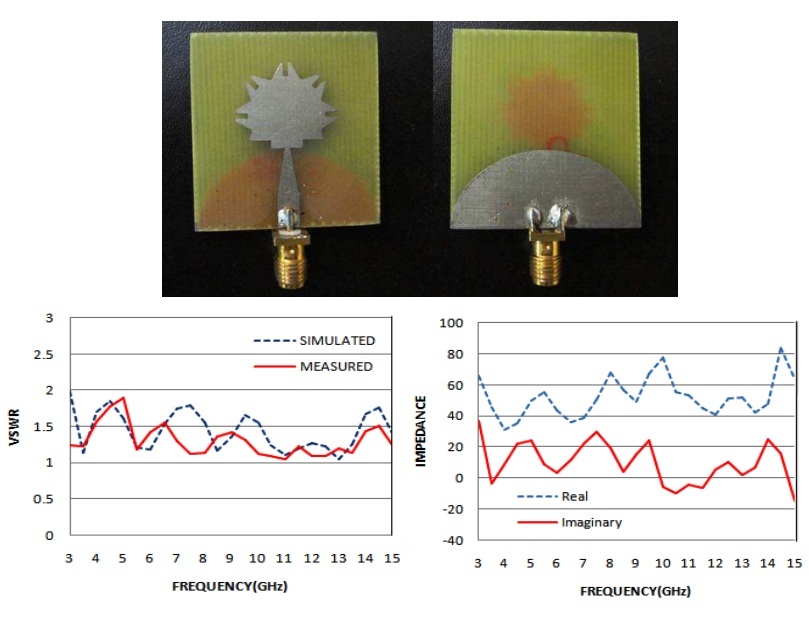 3
2.5
2
1.5
1
0.5
0
VSWR
SIMULATED
MEASURED
3 4 5 6 7 8 9 10 11 12 13 14 15
FREQUENCY(GHz)
100
80
60
40
20
0
-20
-40
IMPEDANCE
Real
Imaginary
3 4 5 6 7 8 9 10 11 12 13 14 15
FREQUENCY(GHz)